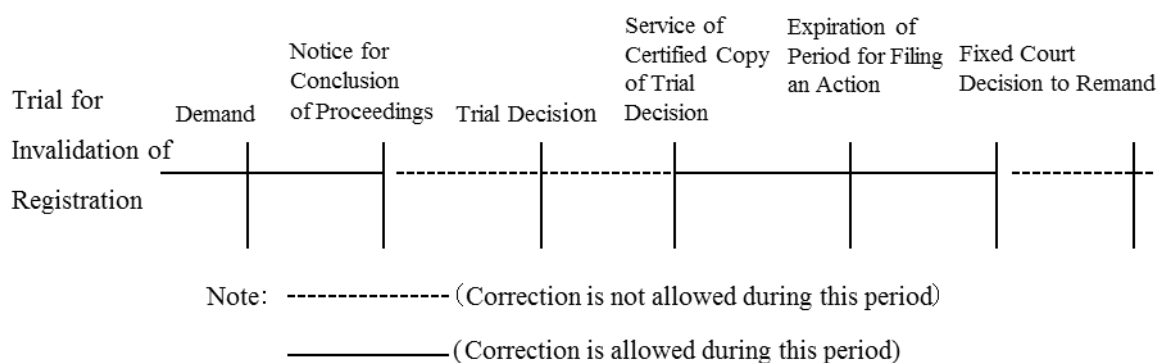 Trial for
Invalidation of
Registration
Demand
Notice for
Conclusion
of Proceedings
Trial Decision
Service of
Certified Copy
of Trial
Decision
Expiration of
Period for Filing
an Action
Fixed Court
Decision to Remand
Note: (Correction is not allowed during this period)
(Correction is allowed during this period)